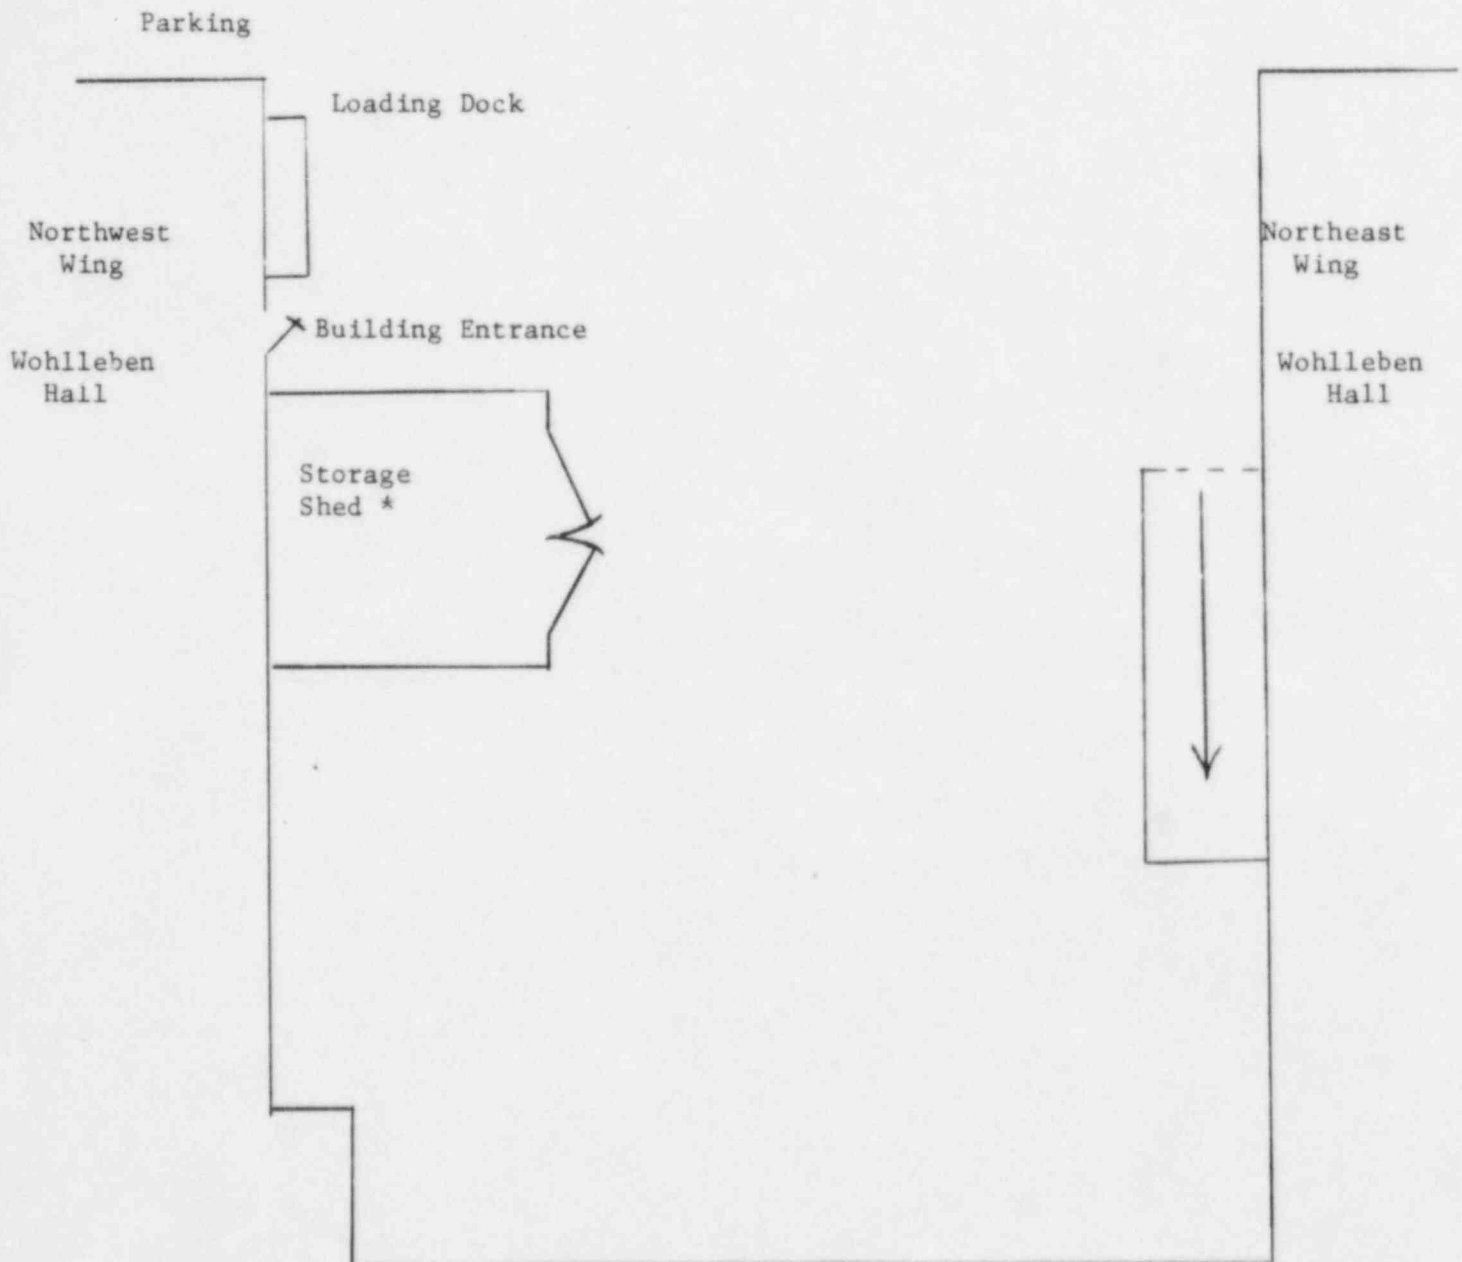 Parking
Loading Dock
Northwest
Wing
Building Entrance
Wohlleben
Hall
Storage
Shed *
Northeast
Wing
Wohlleben
Hall